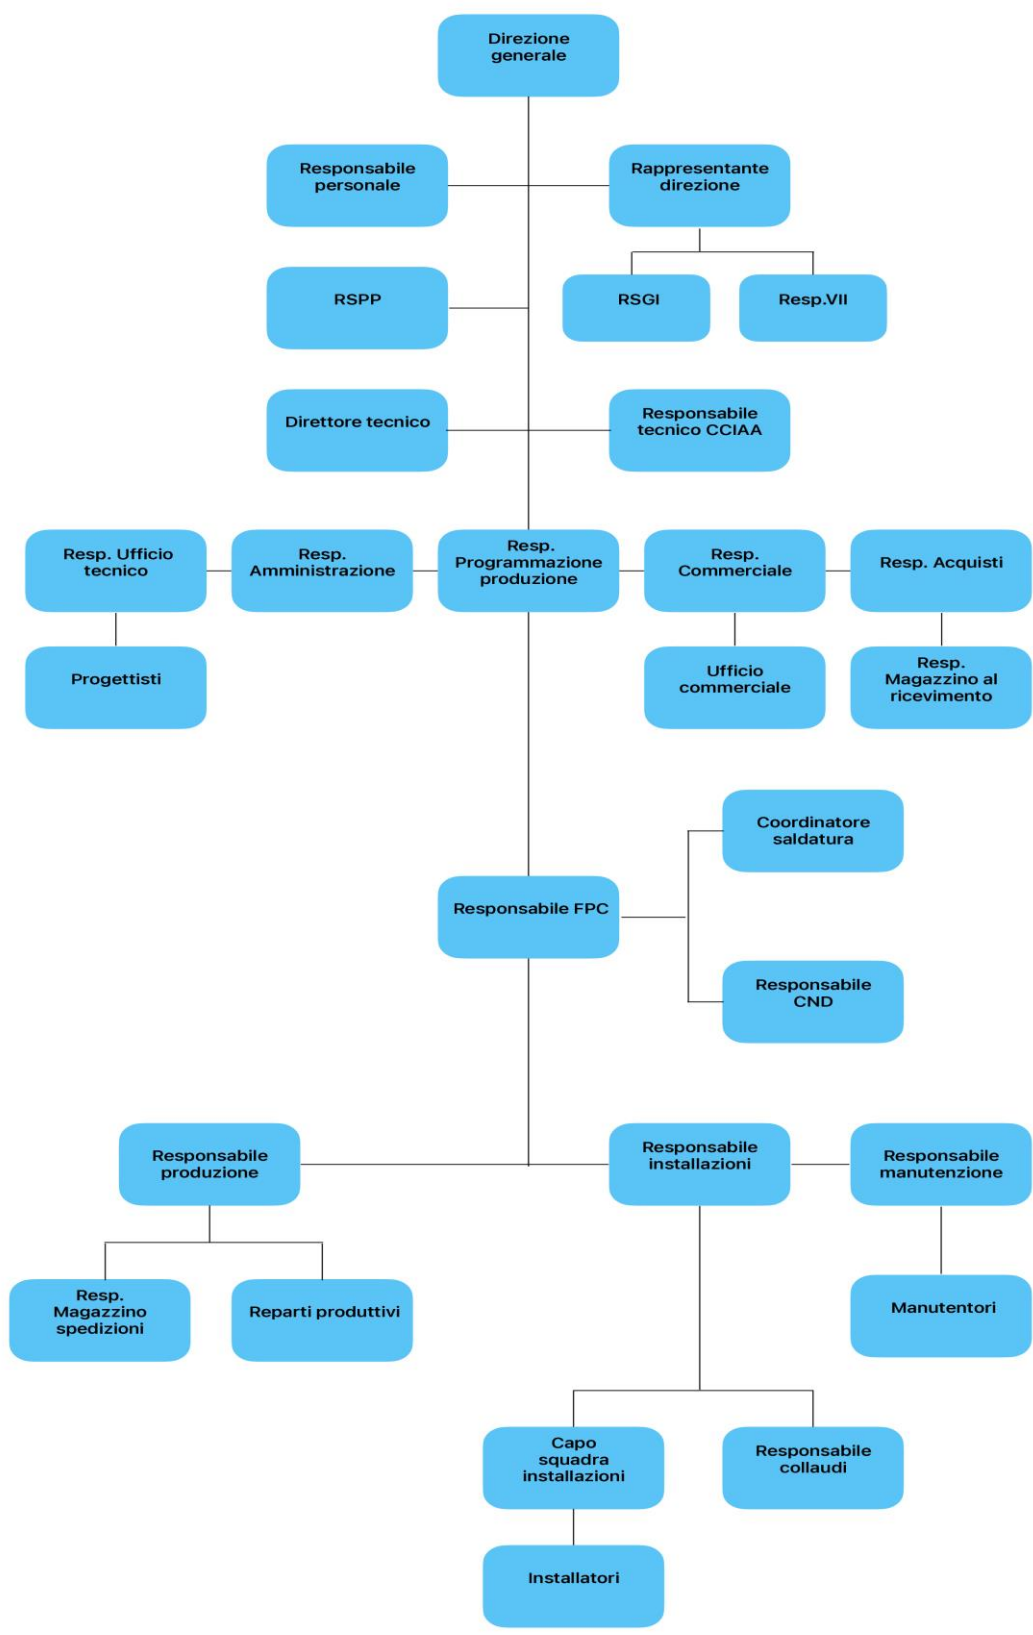 Direzione
generale
Responsabile
personale
Rappresentante
direzione
RSPP
RSGI
Resp.VII
Direttore tecnico
Responsabile
tecnico CCIAA
Resp. Ufficio
tecnico
Resp.
Amministrazione
Resp.
Programmazione
produzione
Resp.
Commerciale
Resp. Acquisti
Progettisti
Ufficio
commerciale
Resp.
Magazzino al
ricevimento
Coordinatore
saldatura
Responsabile FPC
Responsabile
CND
Responsabile
produzione
Responsabile
installazioni
Responsabile
manutenzione
Resp.
Magazzino
spedizioni
Reparti produttivi
Manutentori
Capo
squadra
installazioni
Responsabile
collaudi
Installatori